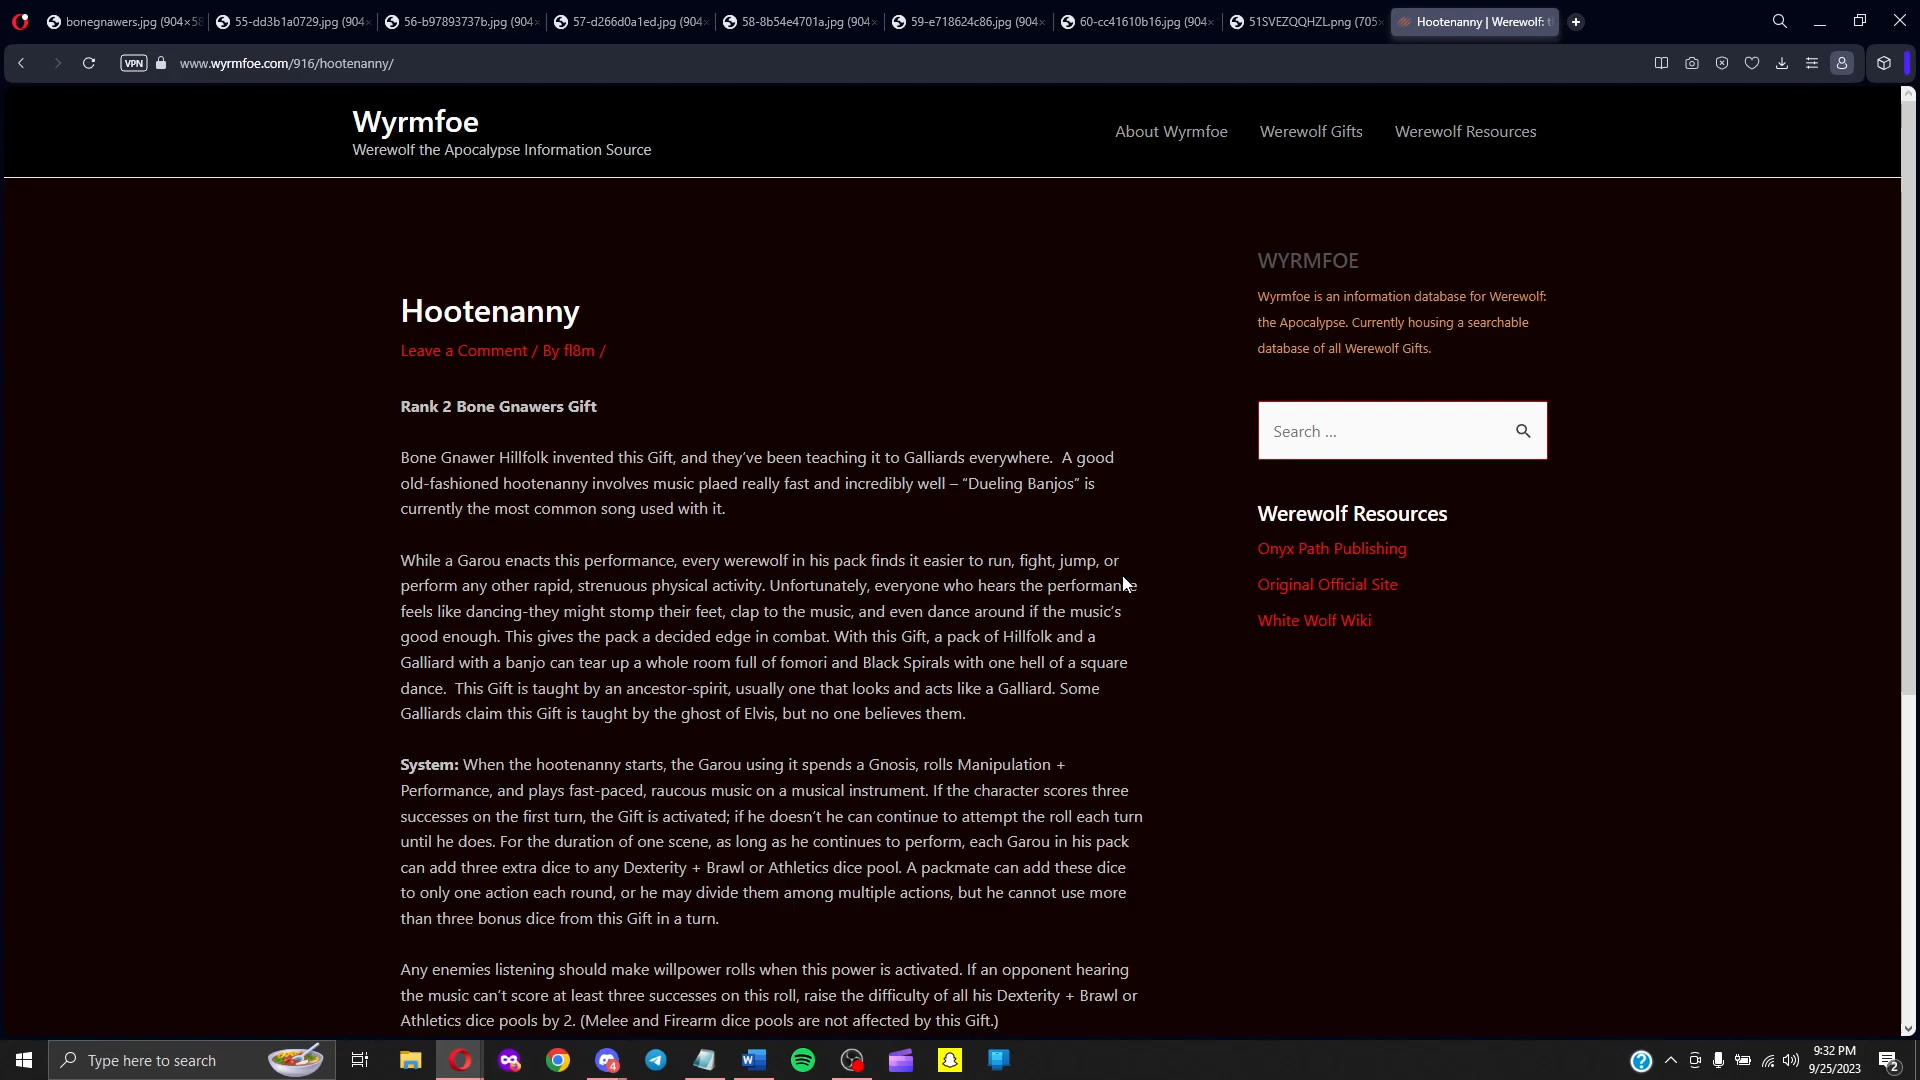 bonegnawers.jpg (904×58
55-dd3b1a0729.jpg (904×
56-b97893737b.jpg (904×
57-d266d0a1ed.jpg (904×
58-8b54e4701a.jpg (904×
59-e718624c86.jpg (904×
60-cc41610b16.jpg (904×
51SVEZQQHZL.png (705×
Hootenanny | Werewolf: t
VPN
www.wyrmfoe.com/916/hootenanny/
Wyrmfoe
Werewolf the Apocalypse Information Source
About Wyrmfoe
Werewolf Gifts
Werewolf Resources
Hootenanny
Leave a Comment / By fl8m /
Rank 2 Bone Gnawers Gift
Bone Gnawer Hillfolk invented this Gift, and they’ve been teaching it to Galliards everywhere.  A good
old-fashioned hootenanny involves music plaed really fast and incredibly well – “Dueling Banjos” is
currently the most common song used with it.
While a Garou enacts this performance, every werewolf in his pack finds it easier to run, fight, jump, or
perform any other rapid, strenuous physical activity. Unfortunately, everyone who hears the performance
feels like dancing-they might stomp their feet, clap to the music, and even dance around if the music’s
good enough. This gives the pack a decided edge in combat. With this Gift, a pack of Hillfolk and a
Galliard with a banjo can tear up a whole room full of fomori and Black Spirals with one hell of a square
dance.  This Gift is taught by an ancestor-spirit, usually one that looks and acts like a Galliard. Some
Galliards claim this Gift is taught by the ghost of Elvis, but no one believes them.
System: When the hootenanny starts, the Garou using it spends a Gnosis, rolls Manipulation +
Performance, and plays fast-paced, raucous music on a musical instrument. If the character scores three
successes on the first turn, the Gift is activated; if he doesn’t he can continue to attempt the roll each turn
until he does. For the duration of one scene, as long as he continues to perform, each Garou in his pack
can add three extra dice to any Dexterity + Brawl or Athletics dice pool. A packmate can add these dice
to only one action each round, or he may divide them among multiple actions, but he cannot use more
than three bonus dice from this Gift in a turn.
Any enemies listening should make willpower rolls when this power is activated. If an opponent hearing
the music can’t score at least three successes on this roll, raise the difficulty of all his Dexterity + Brawl or
Athletics dice pools by 2. (Melee and Firearm dice pools are not affected by this Gift.)
WYRMFOE
Wyrmfoe is an information database for Werewolf:
the Apocalypse. Currently housing a searchable
database of all Werewolf Gifts.
Search ...
Werewolf Resources
Onyx Path Publishing
Original Official Site
White Wolf Wiki
Type here to search
4
9:32 PM
9/25/2023
2